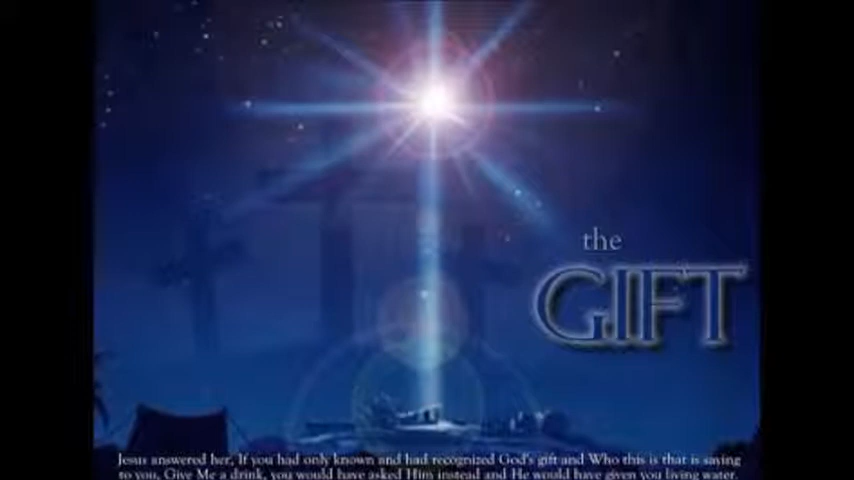 the
GIFT
Jesus answered her, If you had only known and had recognized God's gift and Who this is that is saying
to you, Give Me a drink, you would have asked Him instead and He would have given you living water.